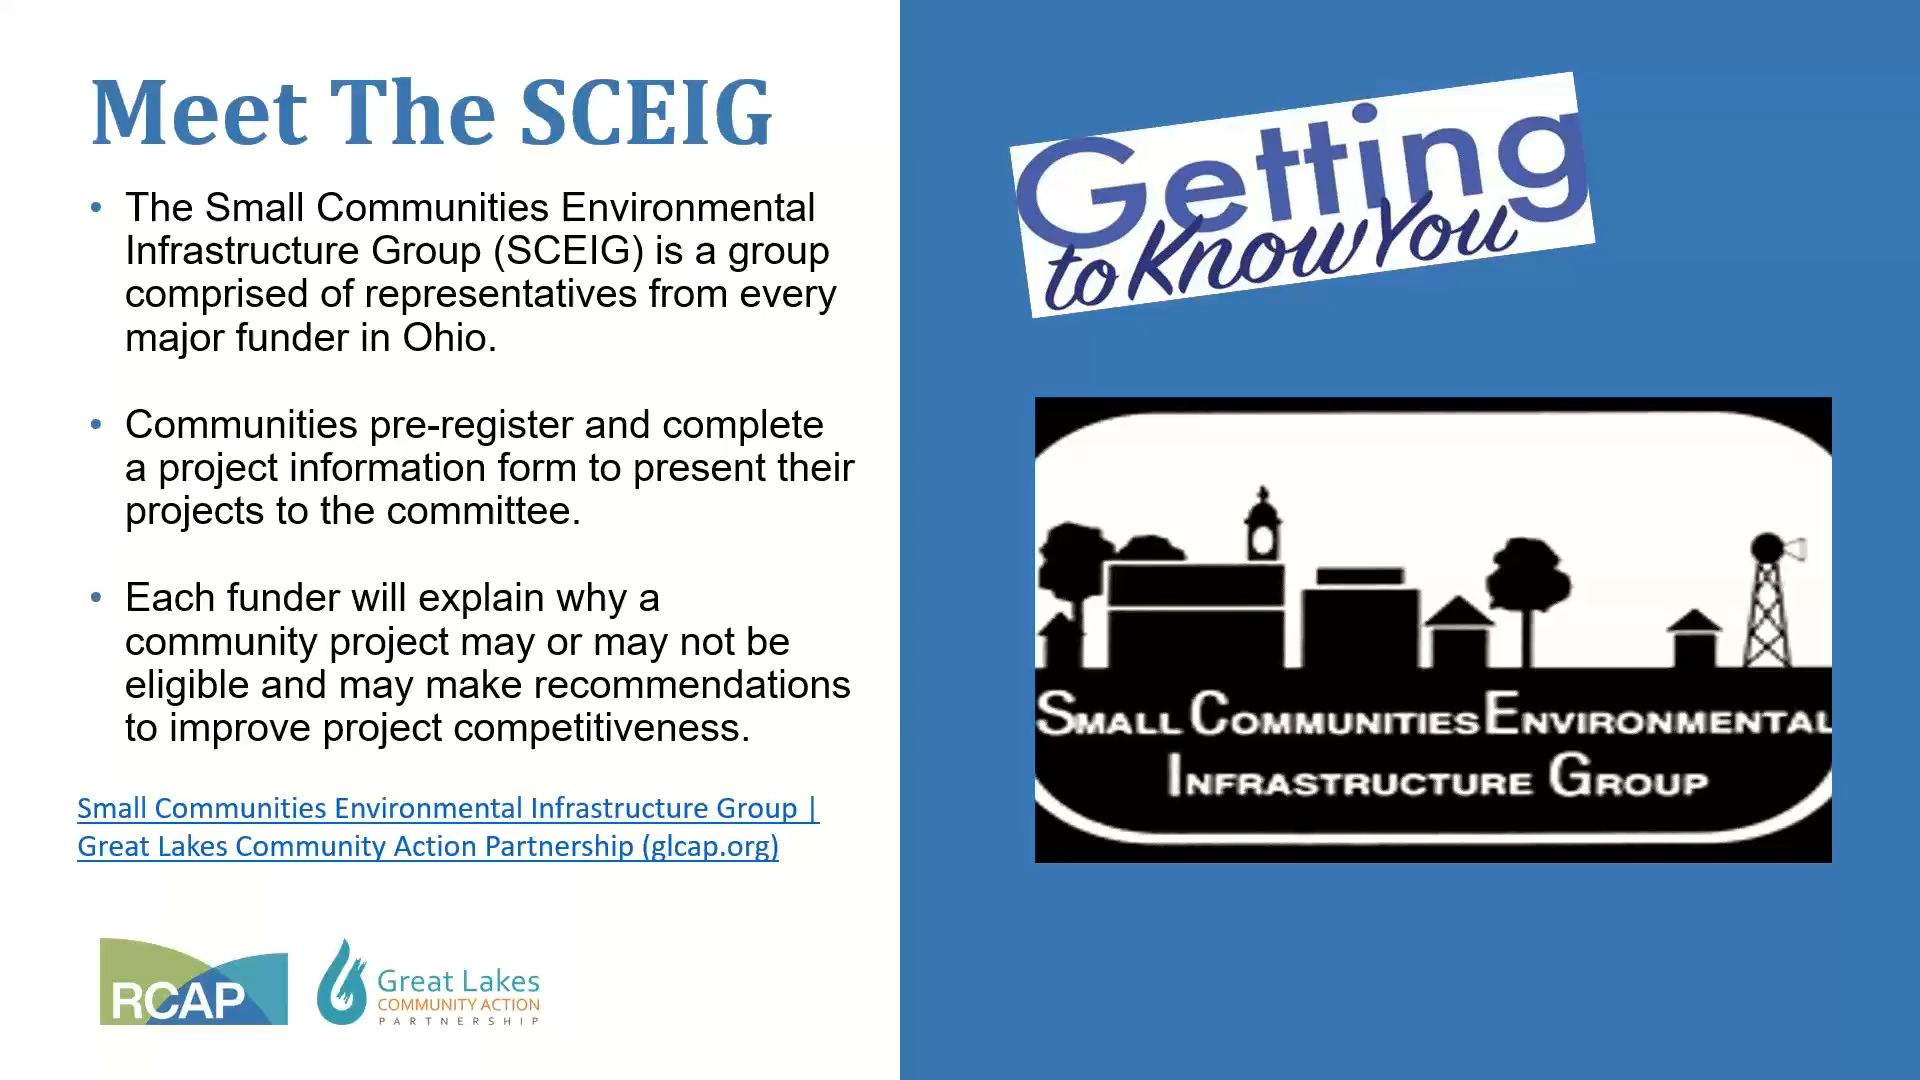 Meet The SCEIG
• The Small Communities Environmental
Infrastructure Group (SCEIG) is a group
comprised of representatives from every
major funder in Ohio.
• Communities pre-register and complete
a project information form to present their
projects to the committee.
• Each funder will explain why a
community project may or may not be
eligible and may make recommendations
to improve project competitiveness.
Small Communities Environmental Infrastructure Group |
Great Lakes Community Action Partnership (glcap.org)
RCAP
Great Lakes
COMMUNITY ACTION
PARTNERSHIP
Getting
to Know You
SMALL COMMUNITIES ENVIRONMENTAL
INFRASTRUCTURE GROUP